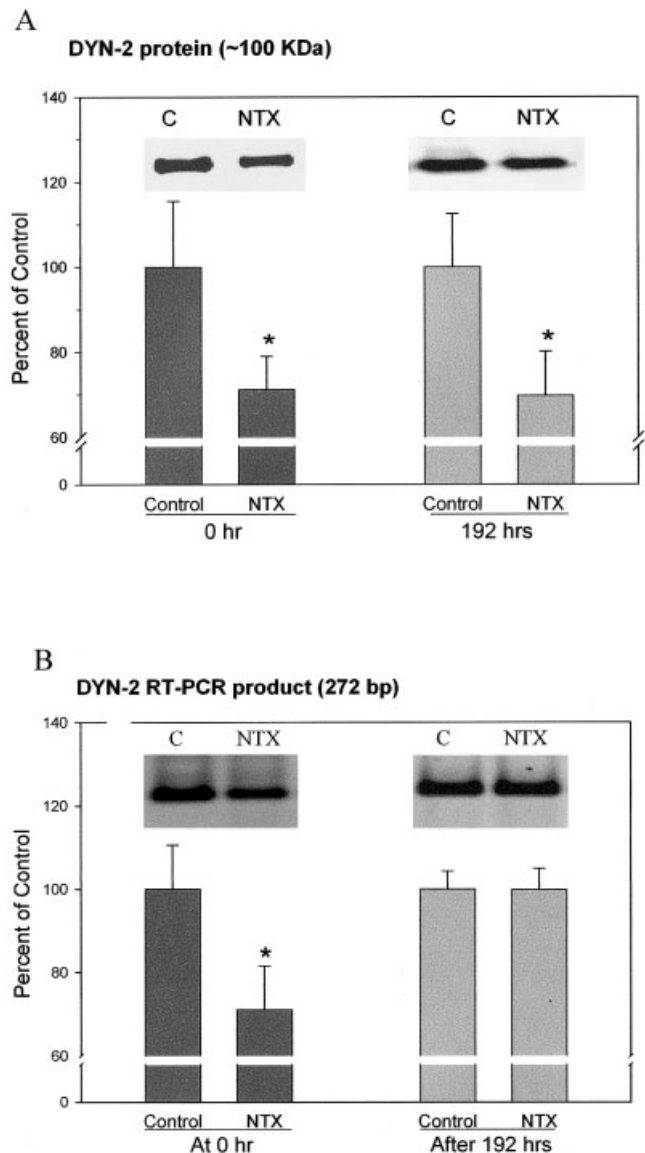 A
DYN-2 protein (~100 KDa)
140
120
100
80
60
0
Percent of Control
C NTX
C NTX
*
*
Control NTX
Control NTX
0 hr
192 hrs
B
DYN-2 RT-PCR product (272 bp)
140
120
100
80
60
0
Percent of Control
C NTX
C NTX
*
Control NTX
Control NTX
At 0 hr
After 192 hrs